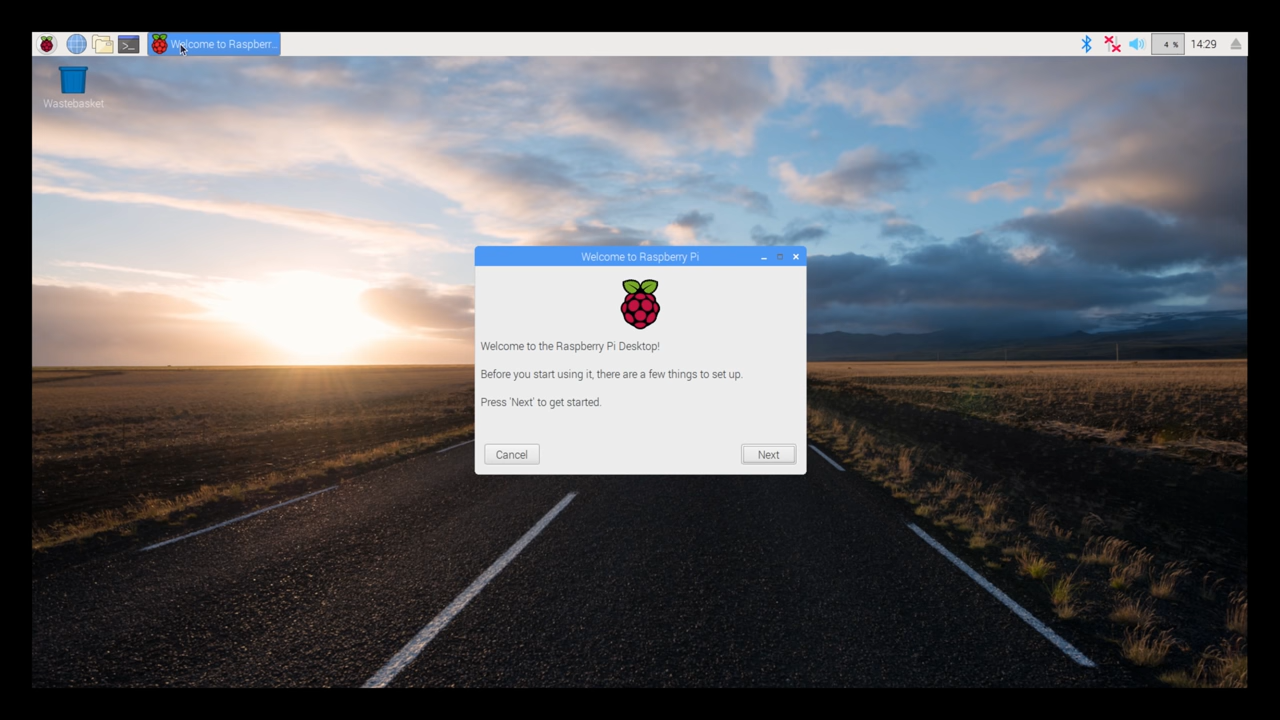 Welcome to Raspberr...
4 %
14:29
Wastebasket
Welcome to Raspberry Pi
Welcome to the Raspberry Pi Desktop!
Before you start using it, there are a few things to set up.
Press 'Next' to get started.
Cancel
Next